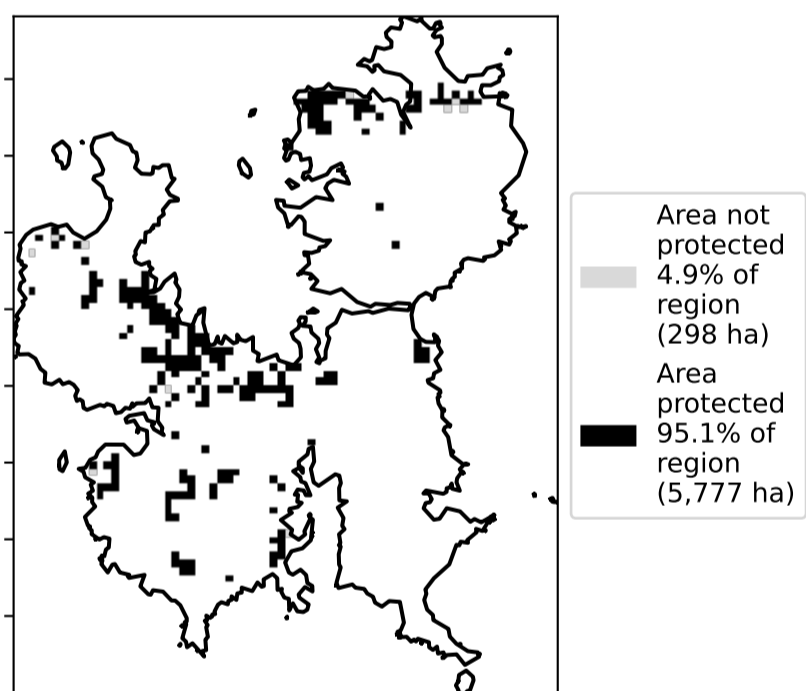 Area not
protected
4.9% of
region
(298 ha)
Area
protected
95.1% of
region
(5,777 ha)